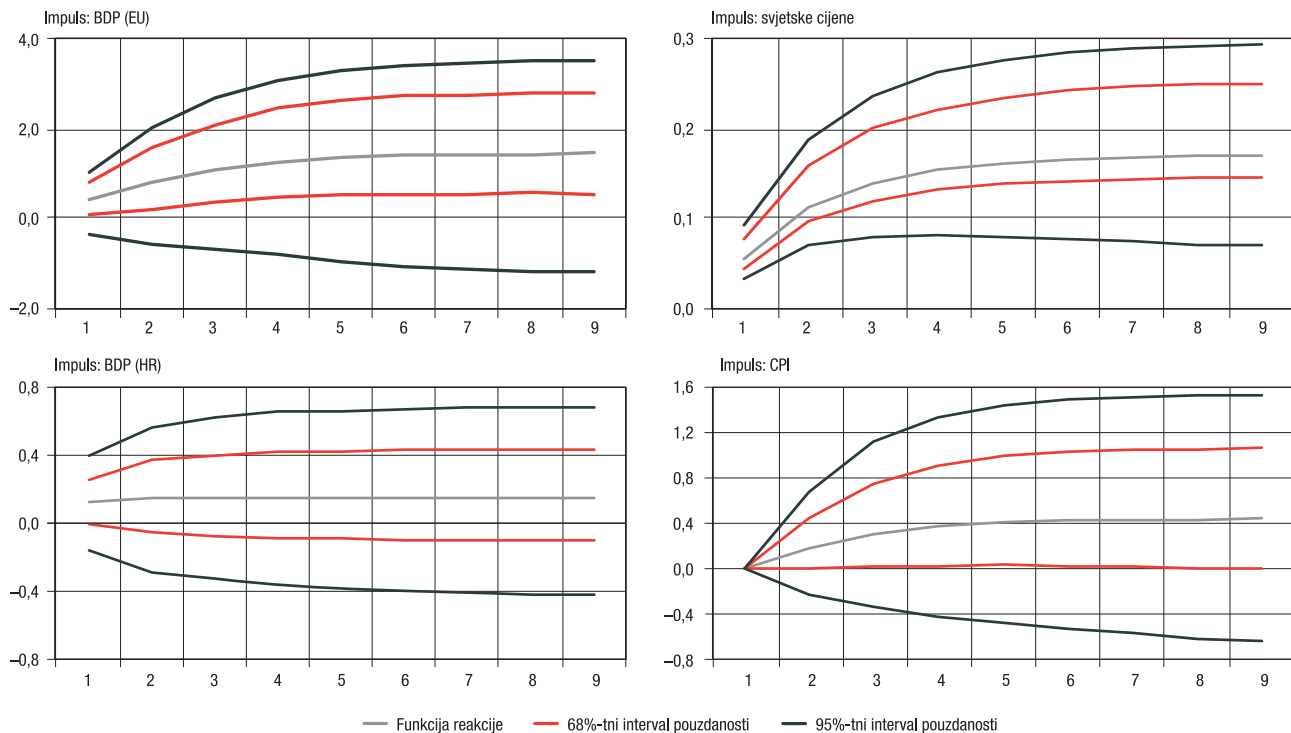 Impuls: BDP (EU)
4,0
2,0
0,0
–2,0
1 2 3 4 5 6 7 8 9
Impuls: svjetske cijene
0,3
0,2
0,1
0,0
1 2 3 4 5 6 7 8 9
Impuls: BDP (HR)
0,8
0,4
0,0
–0,4
–0,8
1 2 3 4 5 6 7 8 9
Impuls: CPI
1,6
1,2
0,8
0,4
0,0
–0,4
–0,8
1 2 3 4 5 6 7 8 9
Funkcija reakcije 68%-tni interval pouzdanosti 95%-tni interval pouzdanosti